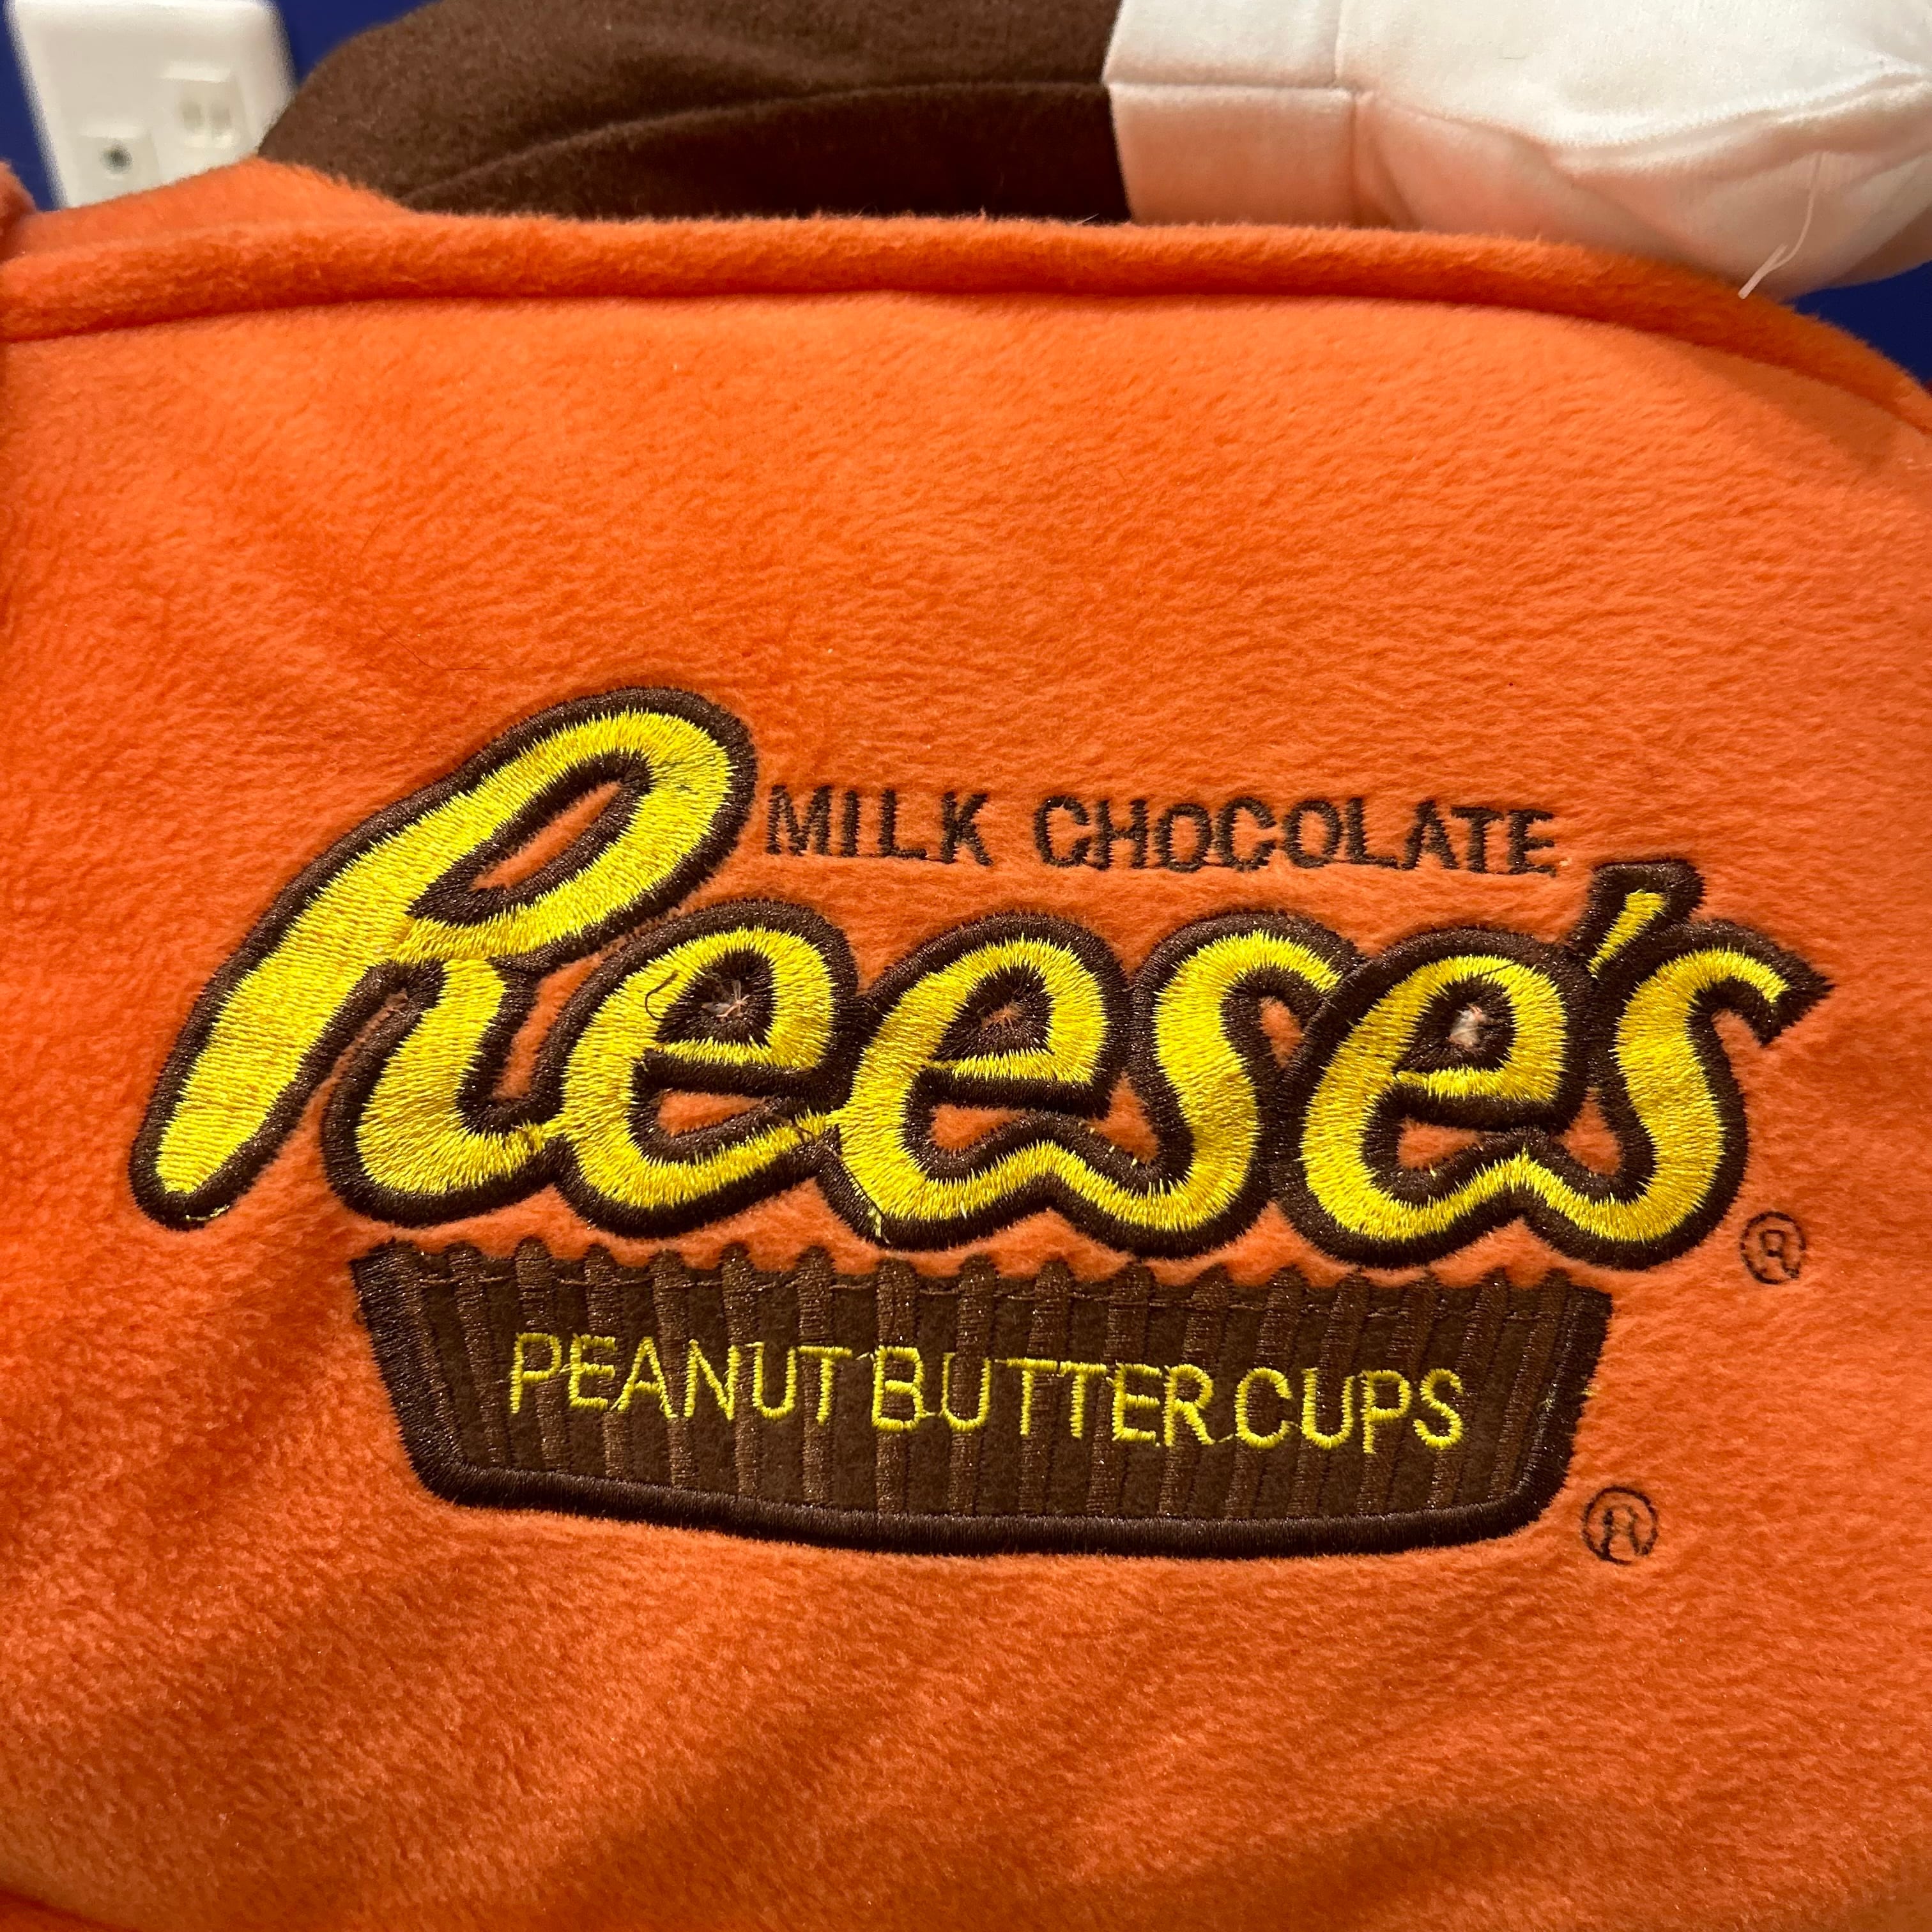 MILK CHOCOLATE
Reese's®
PEANUT BUTTER CUPS
®